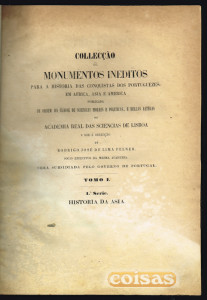 COLLECÇÃO
DE
MONUMENTOS INEDITOS
PARA A HISTORIA DAS CONQUISTAS DOS PORTUGUEZES,
EM AFRICA, ASIA E AMERICA
PUBLICADOS
DE ORDEM DA CLASSE DE SCIENCIAS MORAES, POLITICAS, E BELLAS LETTRAS
DA
ACADEMIA REAL DAS SCIENCIAS DE LISBOA
E SOB A DIRECÇÃO
DE
RODRIGO JOSÉ DE LIMA FELNER
SOCIO EFFECTIVO DA MESMA ACADEMIA
OBRA SUBSIDIADA PELO GOVERNO DE PORTUGAL
TOMO I.
1.ª Serie.
HISTORIA DA ASIA
coisas